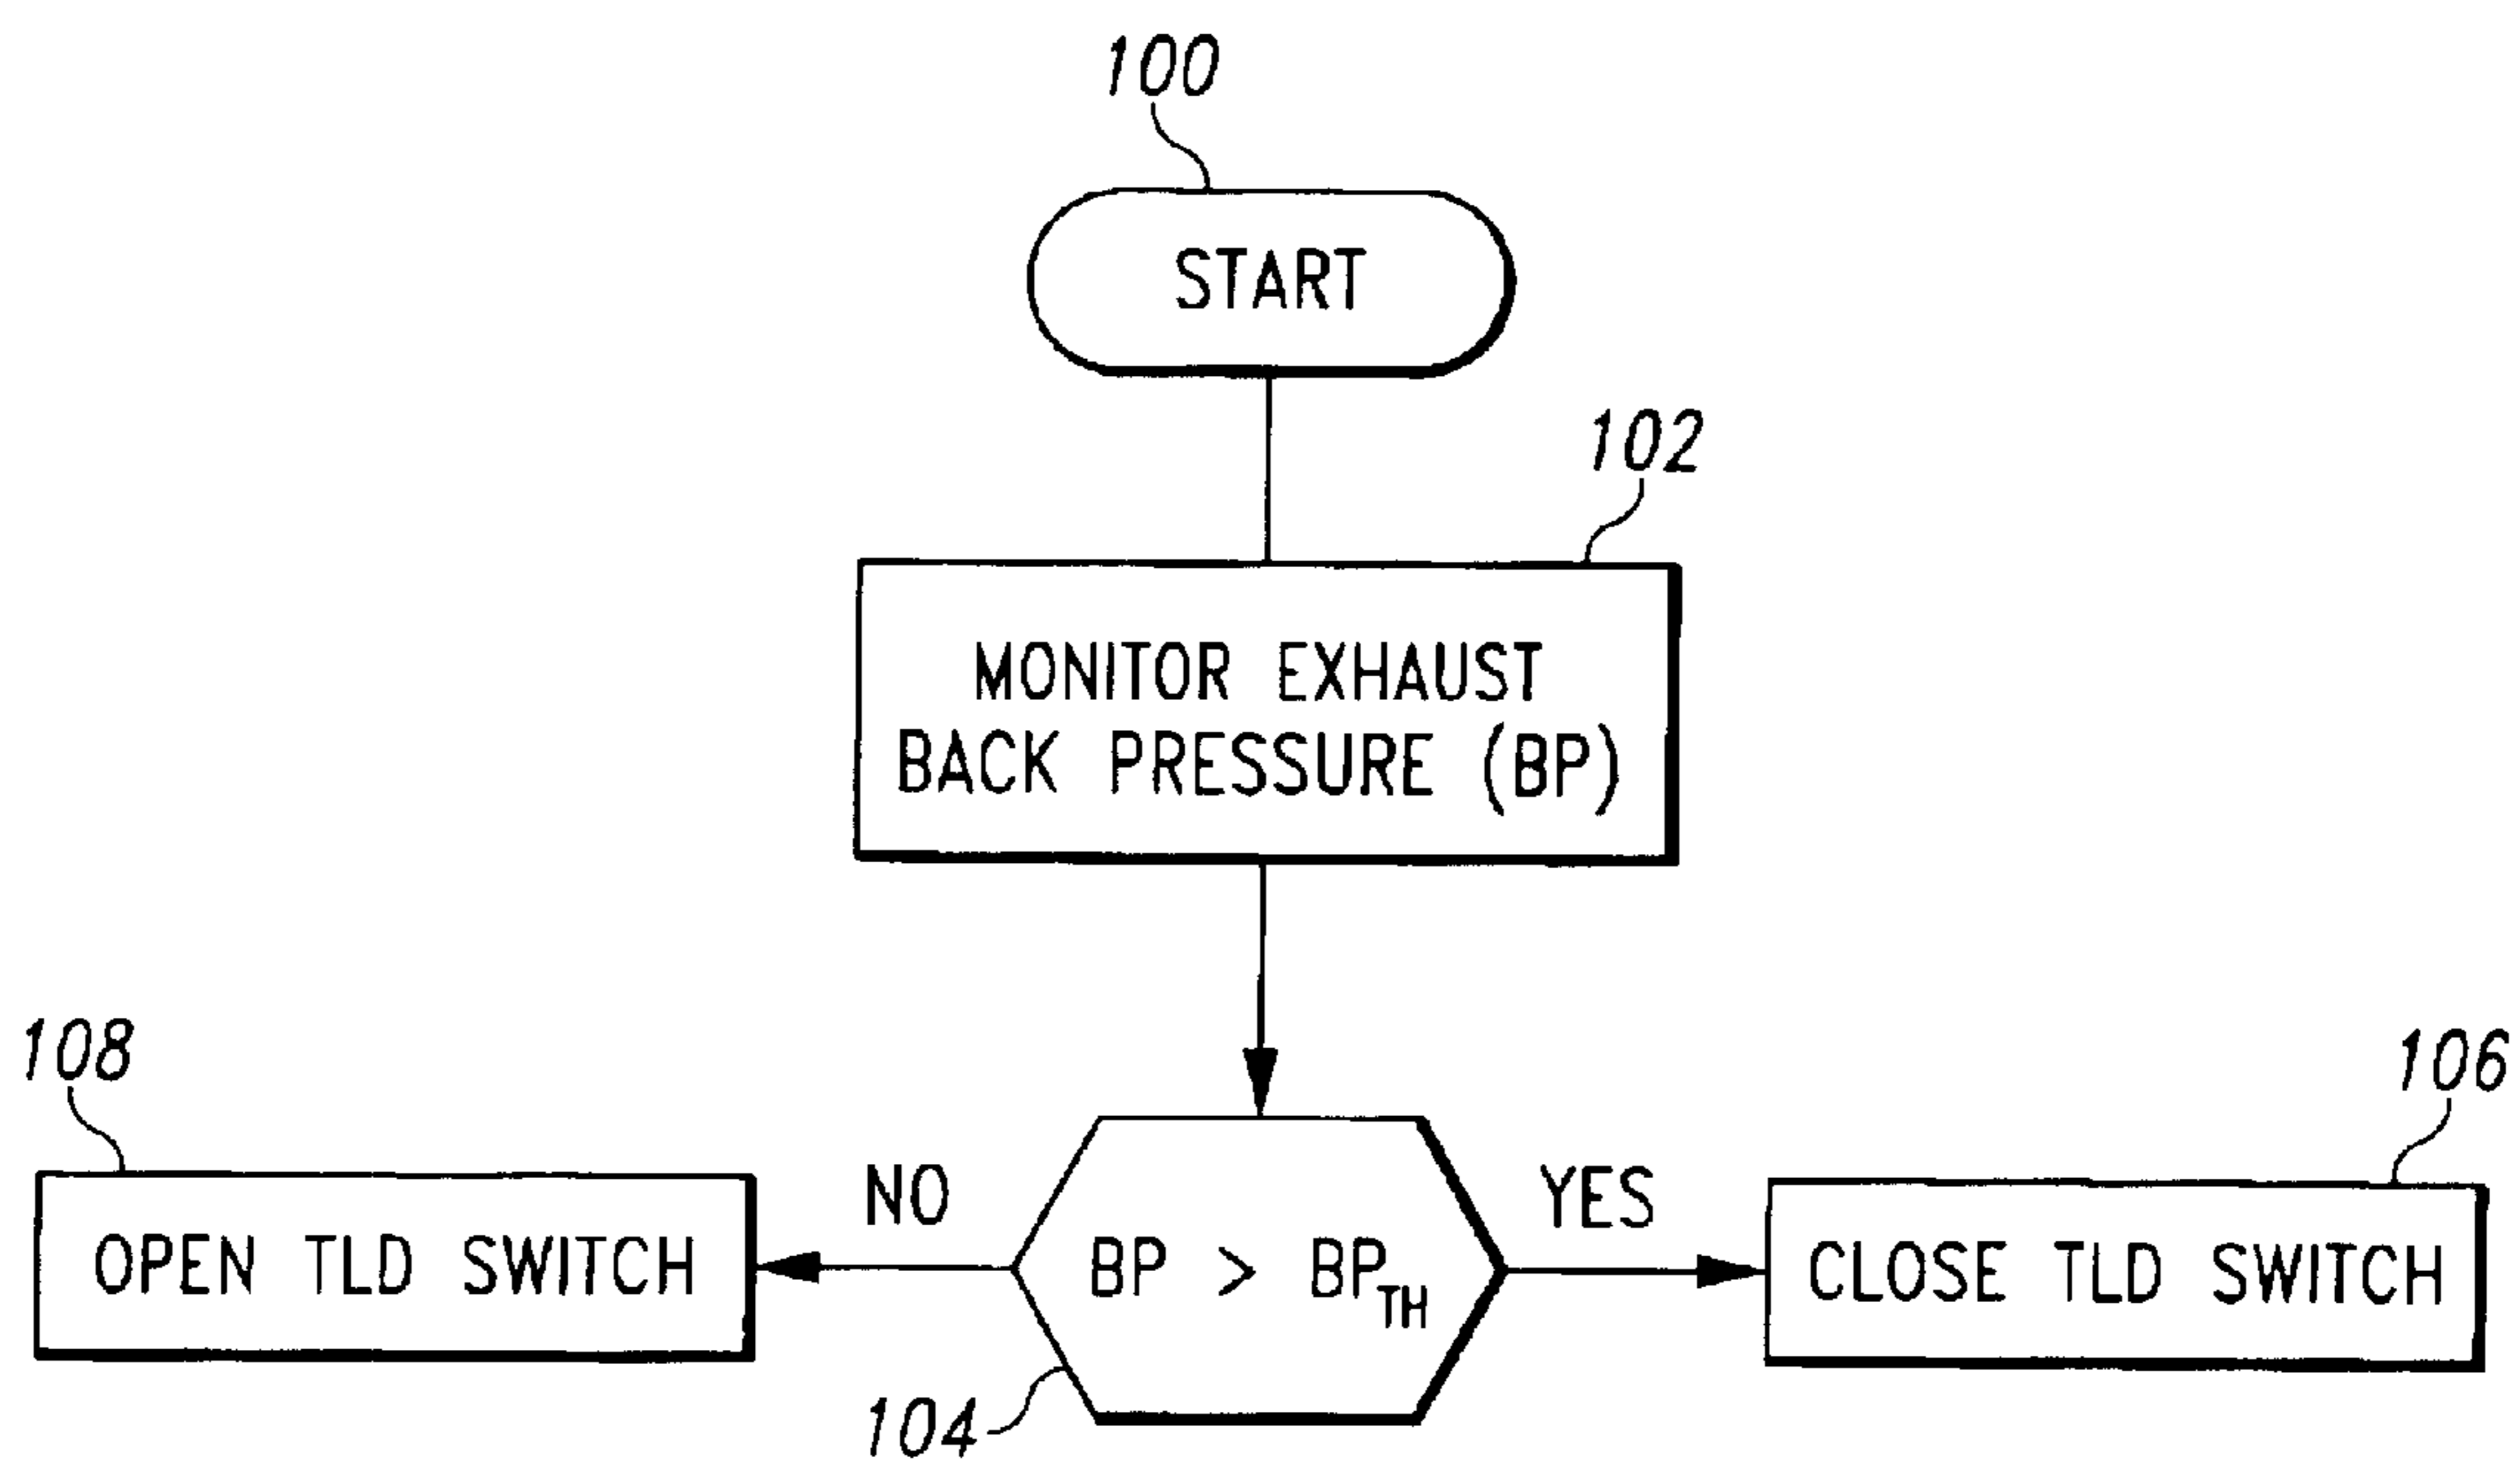 100
START
102
MONITOR EXHAUST
BACK PRESSURE (BP)
108
106
NO
YES
OPEN TLD SWITCH
BP > BPTH
CLOSE TLD SWITCH
104